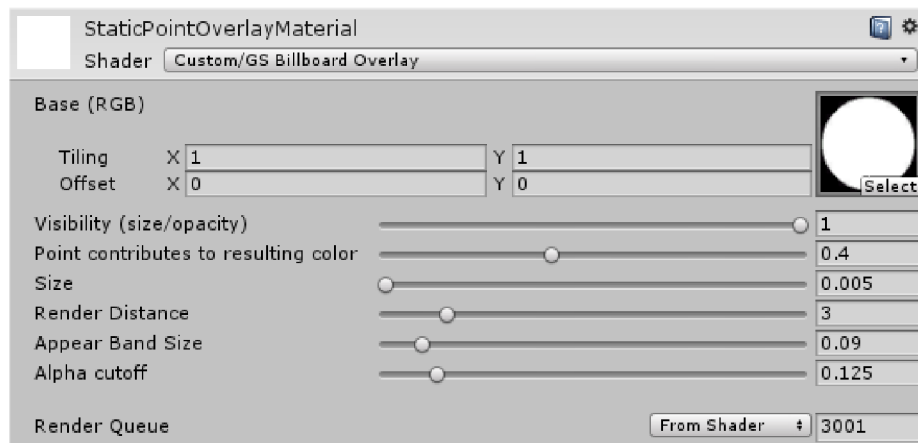 StaticPointOverlayMaterial
Shader Custom/GS Billboard Overlay
Base (RGB)
Tiling X 1 Y 1
Offset X 0 Y 0
Select
Visibility (size/opacity) 1
Point contributes to resulting color 0.4
Size 0.005
Render Distance 3
Appear Band Size 0.09
Alpha cutoff 0.125
Render Queue From Shader 3001